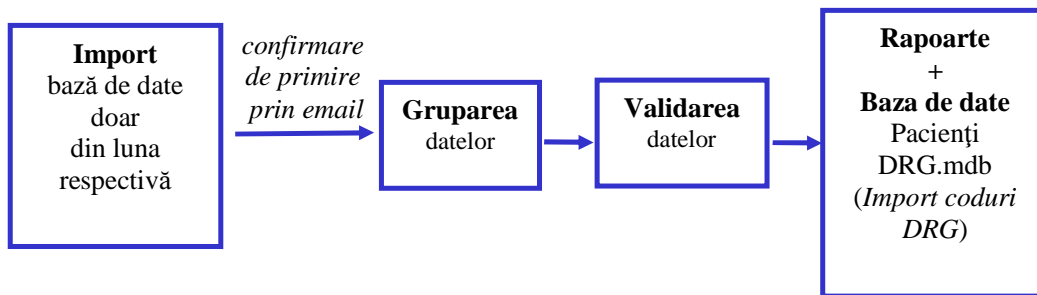 Import
bază de date
doar
din luna
respectivă
confirmare
de primire
prin email
Gruparea
datelor
Validarea
datelor
Rapoarte
+
Baza de date
Pacienţi
DRG.mdb
(Import coduri
DRG)